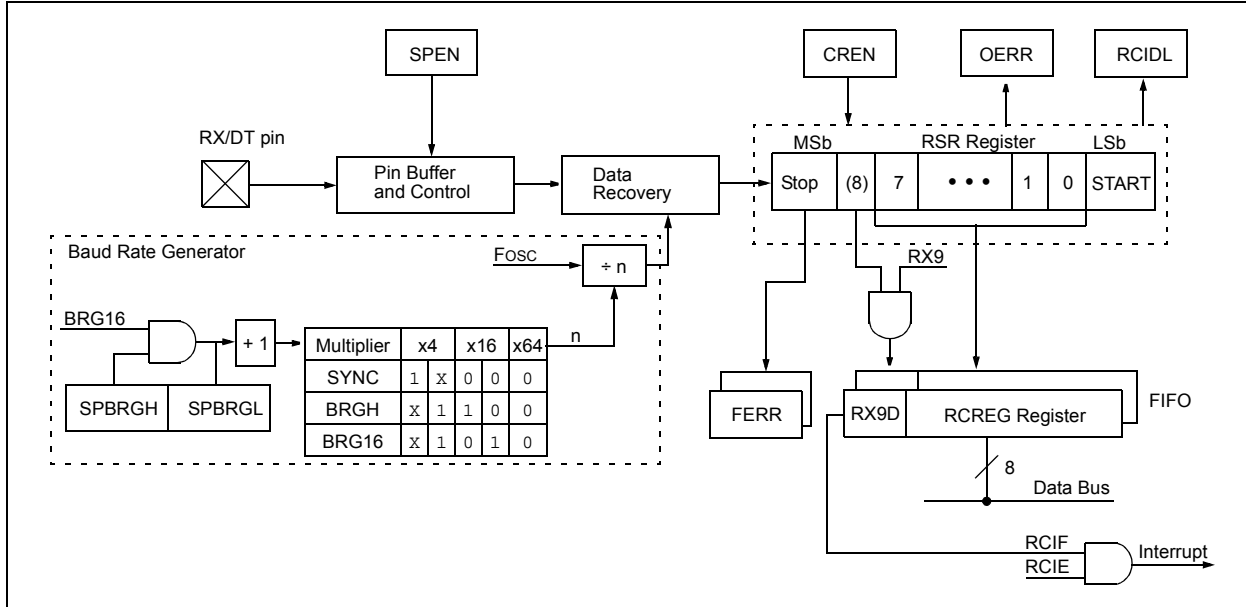 SPEN
CREN
OERR
RCIDL
RX/DT pin
MSb
RSR Register
LSb
Pin Buffer
and Control
Data
Recovery
Stop (8) 7 • • • 1 0 START
Baud Rate Generator
FOSC
÷ n
RX9
BRG16
+ 1
n
Multiplier x4 x16 x64
SYNC 1 X 0 0 0
BRGH X 1 1 0 0
BRG16 X 1 0 1 0
SPBRGH SPBRGL
FERR
RX9D
RCREG Register
FIFO
8
Data Bus
RCIF
RCIE
Interrupt